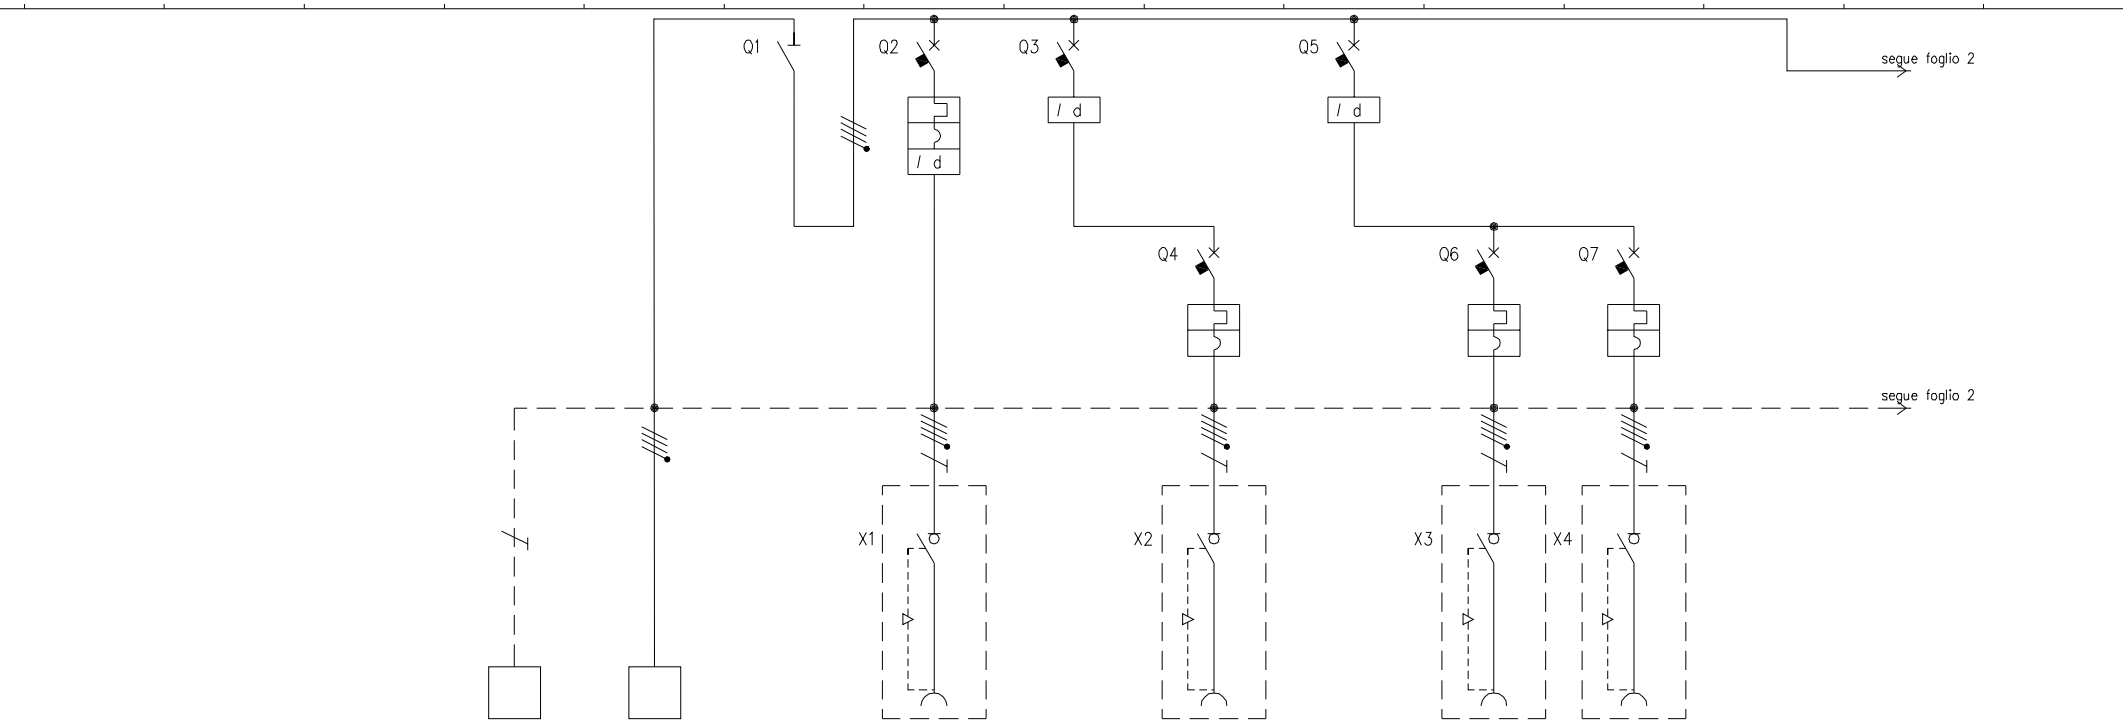 Q1
Q2
Q3
Q5
segue foglio 2
I d
I d
I d
Q4
Q6
Q7
segue foglio 2
X1
X2
X3
X4